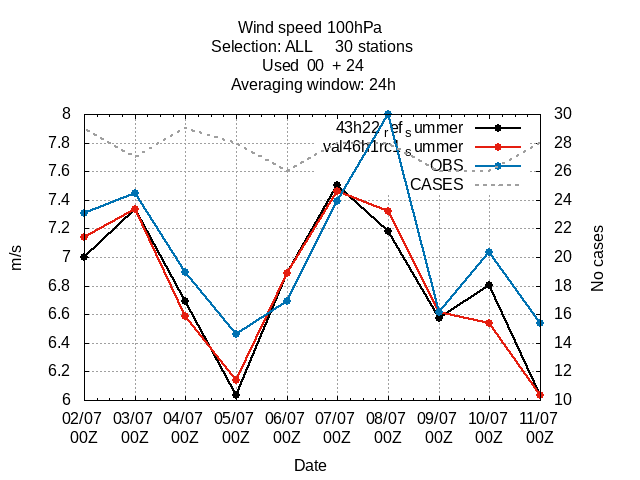 Wind speed 100hPa
Selection: ALL 30 stations
Used 00 + 24
Averaging window: 24h
8 30
43h22refsummer
7.8 28
summer
OBS
7.6 26
CASES
7.4 24
7.2 22
7 20
6.8 18
6.6 16
6.4 14
6.2 12
6 10
m/s
No cases
02/07 03/07 04/07 05/07 06/07 07/07 08/07 09/07 10/07 11/07
00Z 00Z 00Z 00Z 00Z 00Z 00Z 00Z 00Z 00Z
Date